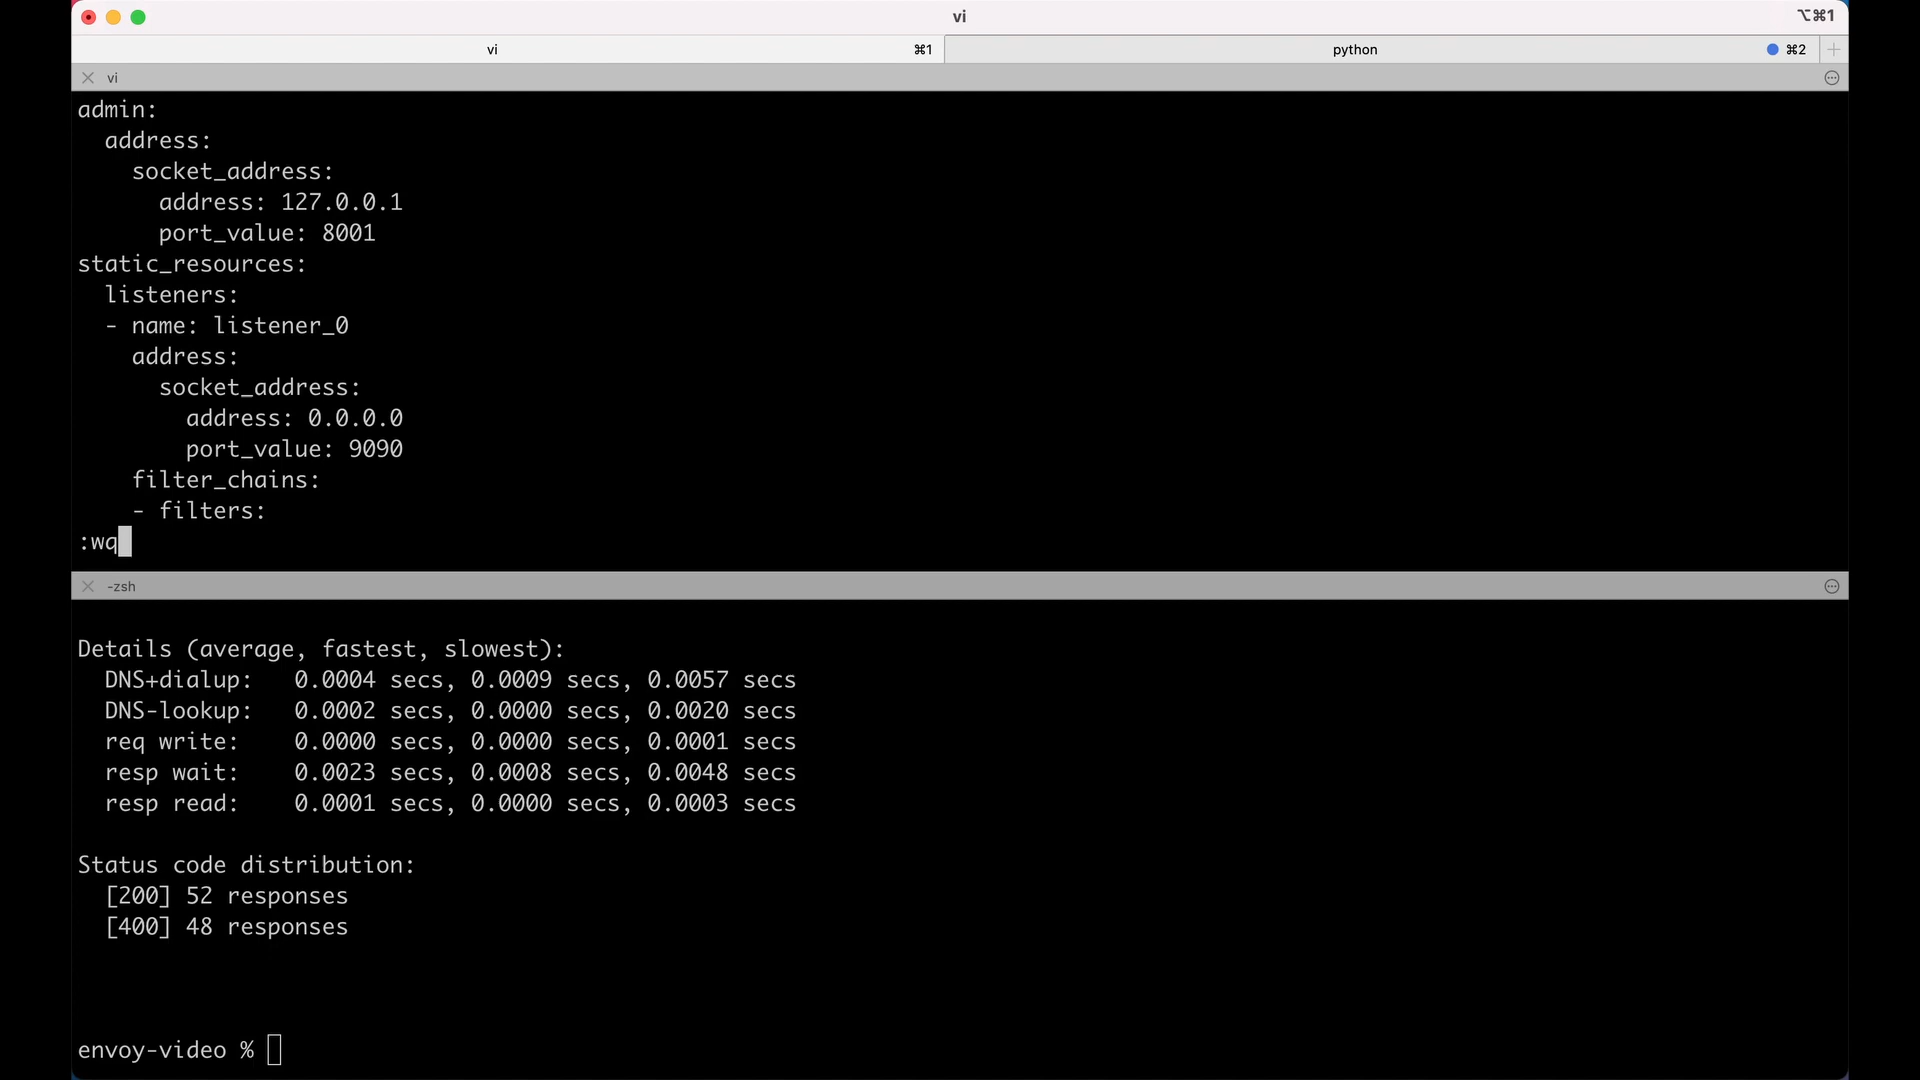 vi
⌥⌘1
vi ⌘1 python ⌘2
vi
admin:
  address:
    socket_address:
      address: 127.0.0.1
      port_value: 8001
static_resources:
  listeners:
  - name: listener_0
    address:
      socket_address:
        address: 0.0.0.0
        port_value: 9090
    filter_chains:
    - filters:
:wq
-zsh
Details (average, fastest, slowest):
  DNS+dialup:   0.0004 secs, 0.0009 secs, 0.0057 secs
  DNS-lookup:   0.0002 secs, 0.0000 secs, 0.0020 secs
  req write:    0.0000 secs, 0.0000 secs, 0.0001 secs
  resp wait:    0.0023 secs, 0.0008 secs, 0.0048 secs
  resp read:    0.0001 secs, 0.0000 secs, 0.0003 secs
Status code distribution:
  [200] 52 responses
  [400] 48 responses
envoy-video %